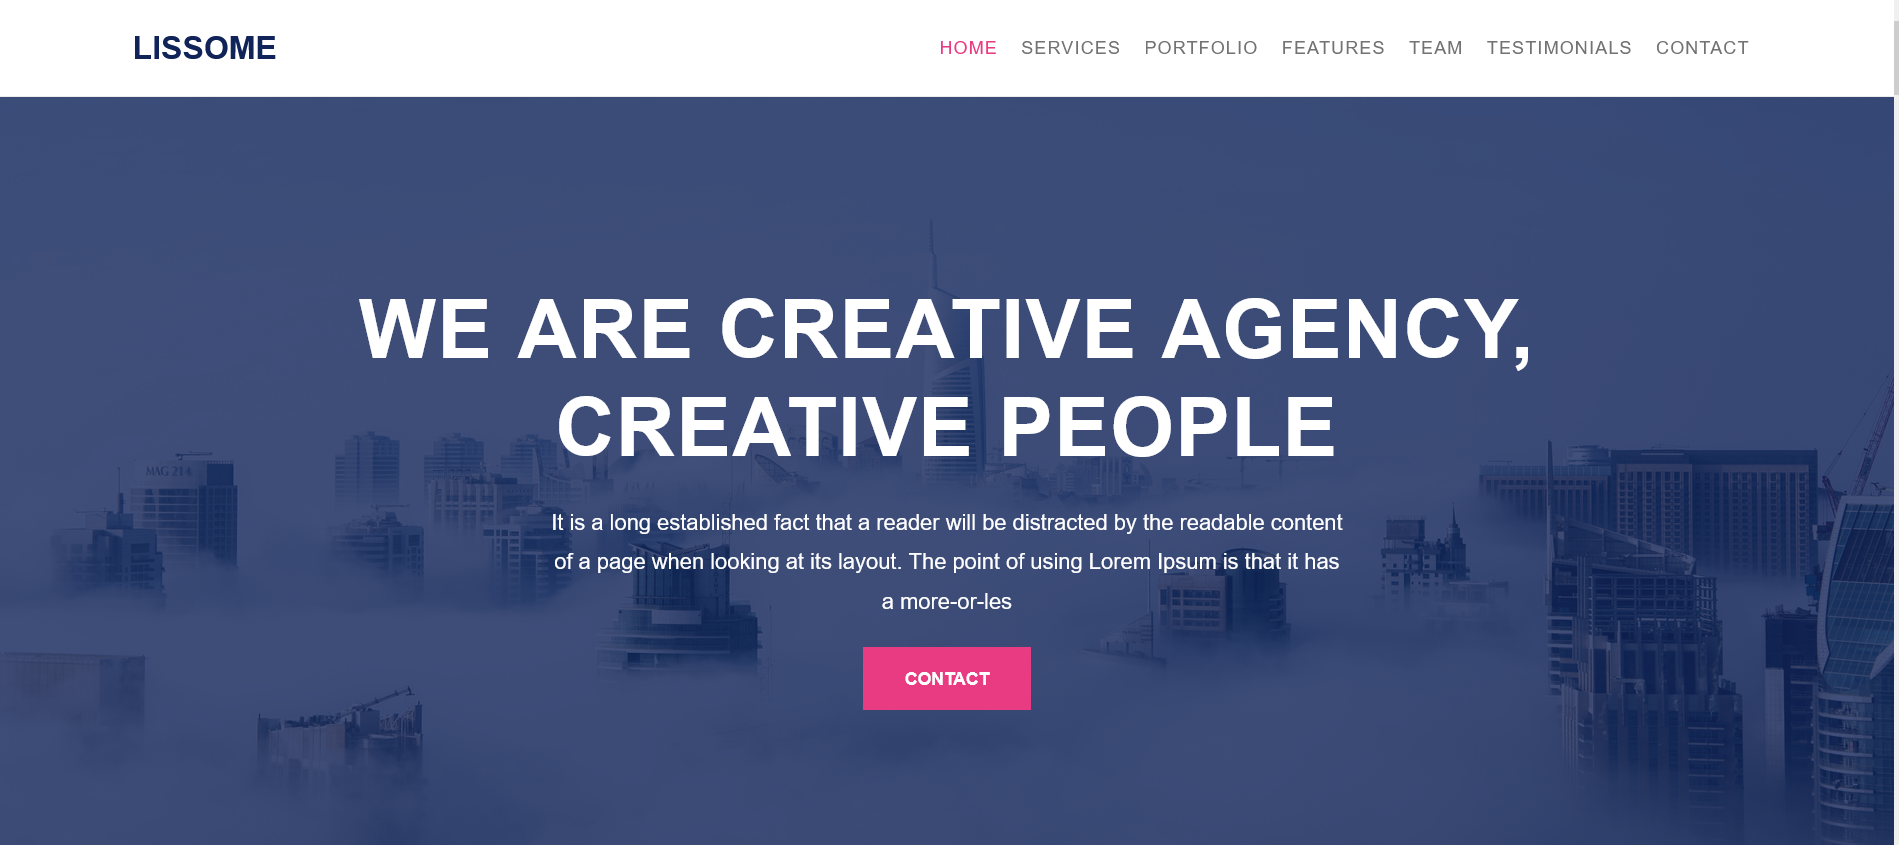 LISSOME
HOME SERVICES PORTFOLIO FEATURES TEAM TESTIMONIALS CONTACT
WE ARE CREATIVE AGENCY,
CREATIVE PEOPLE
MAG 214
It is a long established fact that a reader will be distracted by the readable content
of a page when looking at its layout. The point of using Lorem Ipsum is that it has
a more-or-les
CONTACT